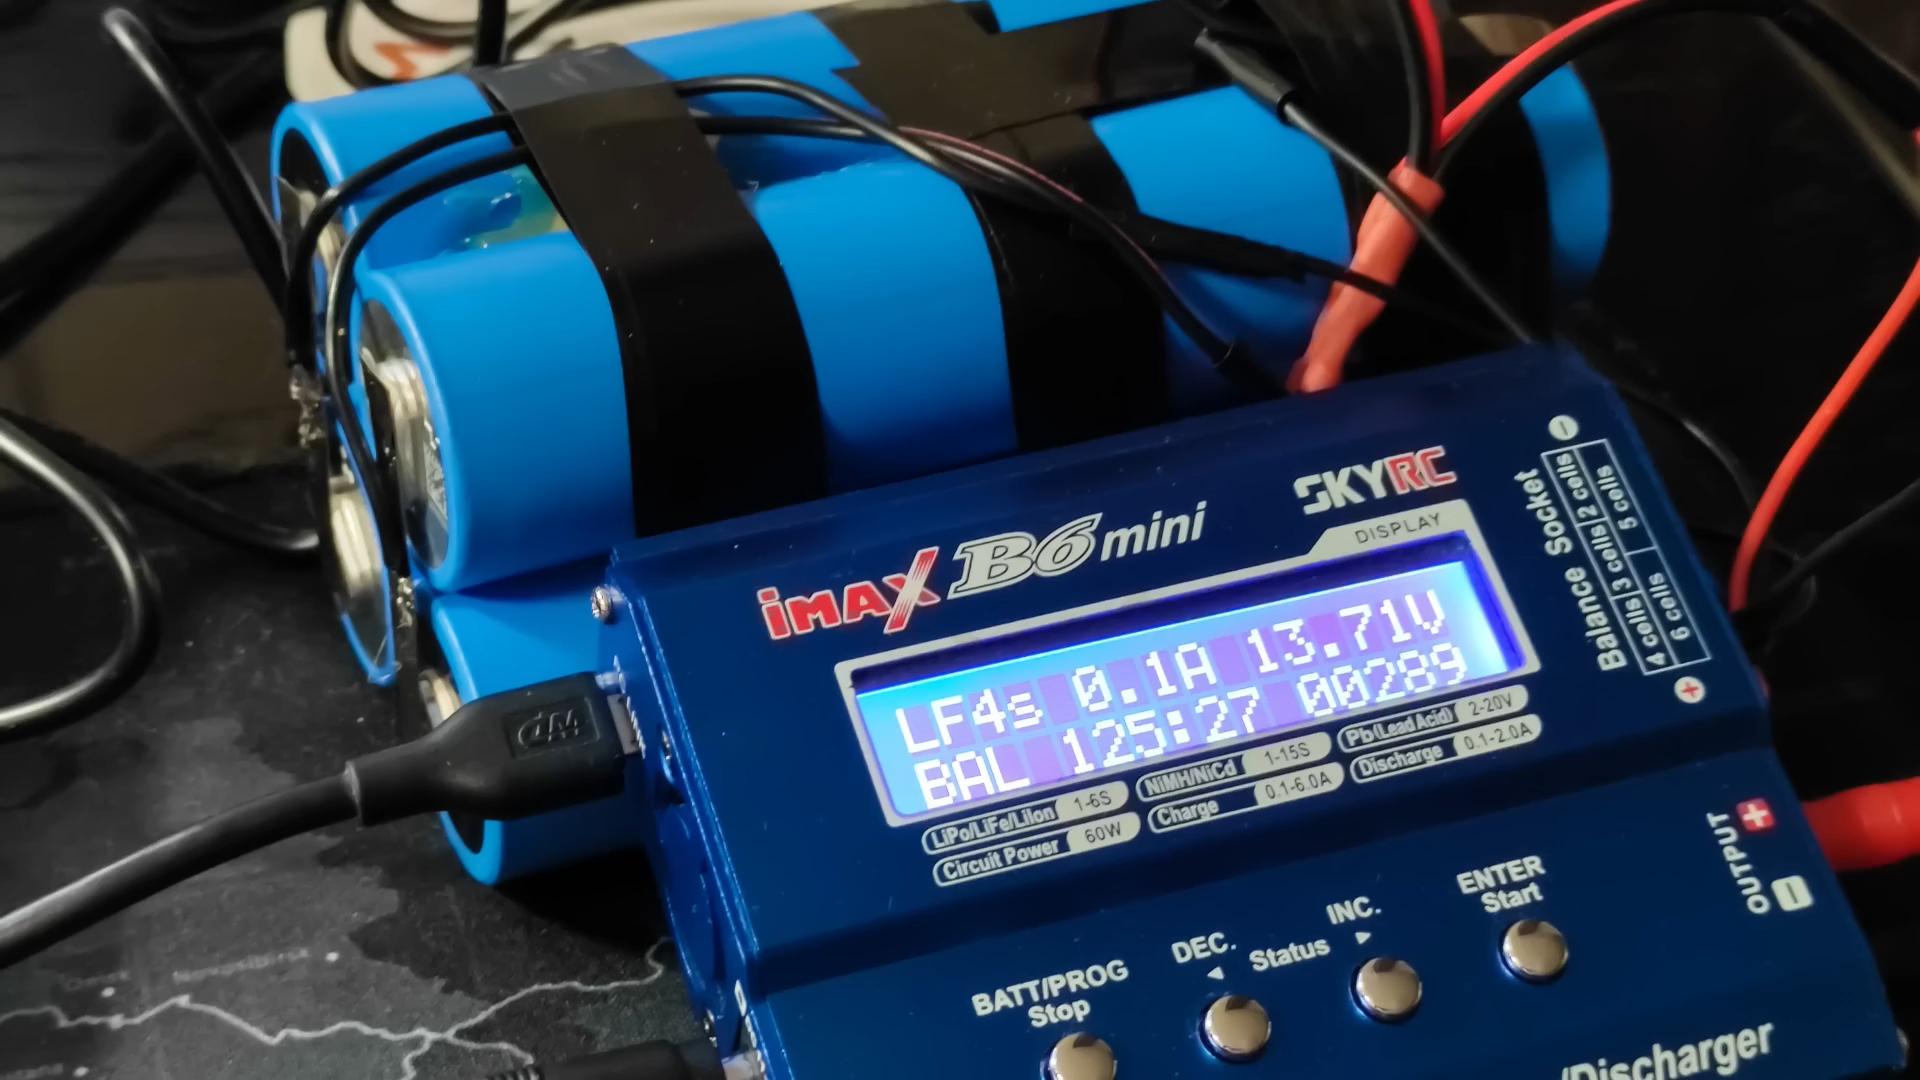 SKYRC
iMAX B6 mini
DISPLAY
LF4s 0.1A 13.71V
BAL 125:27 00289
LiPo/LiFe/LiIon 1-6S
NiMH/NiCd 1-15S
Pb(Lead Acid) 2-20V
Circuit Power 60W
Charge 0.1-6.0A
Discharge 0.1-2.0A
Balance Socket
2 cells
3 cells
4 cells
5 cells
6 cells
OUTPUT
BATT/PROG
Stop
DEC.
Status
INC.
ENTER
Start
/Discharger